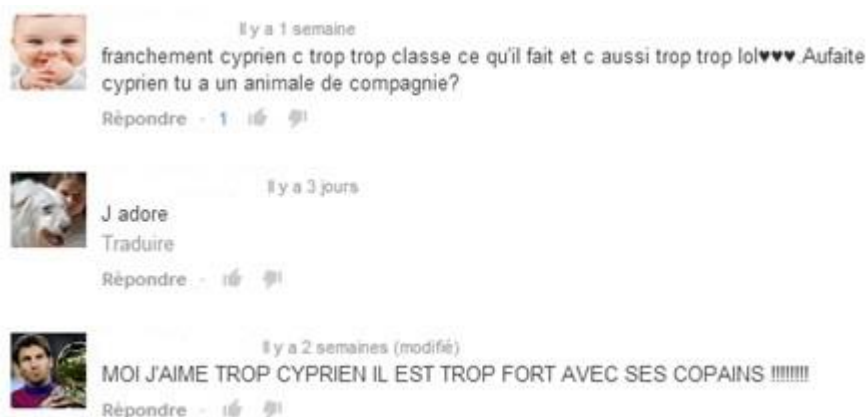 Il y a 1 semaine
franchement cyprien c trop trop classe ce qu'il fait et c aussi trop trop lol♥♥♥.Aufaite
cyprien tu a un animale de compagnie?
Répondre · 1
Il y a 3 jours
J adore
Traduire
Répondre ·
Il y a 2 semaines (modifié)
MOI J'AIME TROP CYPRIEN IL EST TROP FORT AVEC SES COPAINS !!!!!!!!!
Répondre ·